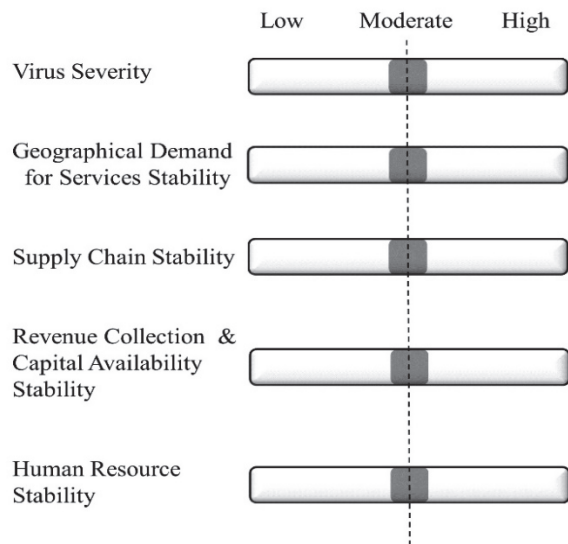 Low Moderate High
Virus Severity
Geographical Demand
for Services Stability
Supply Chain Stability
Revenue Collection &
Capital Availability
Stability
Human Resource
Stability